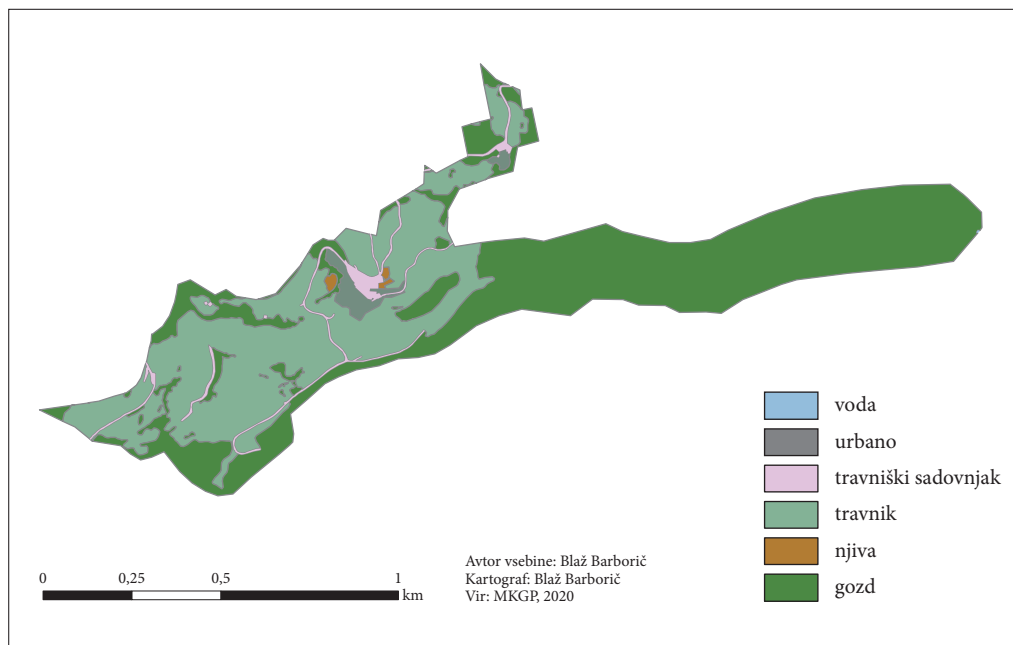 voda
urbano
travniški sadovnjak
travnik
njiva
gozd
0 0,25 0,5 1
km
Avtor vsebine: Blaž Barborič
Kartograf: Blaž Barborič
Vir: MKGP, 2020